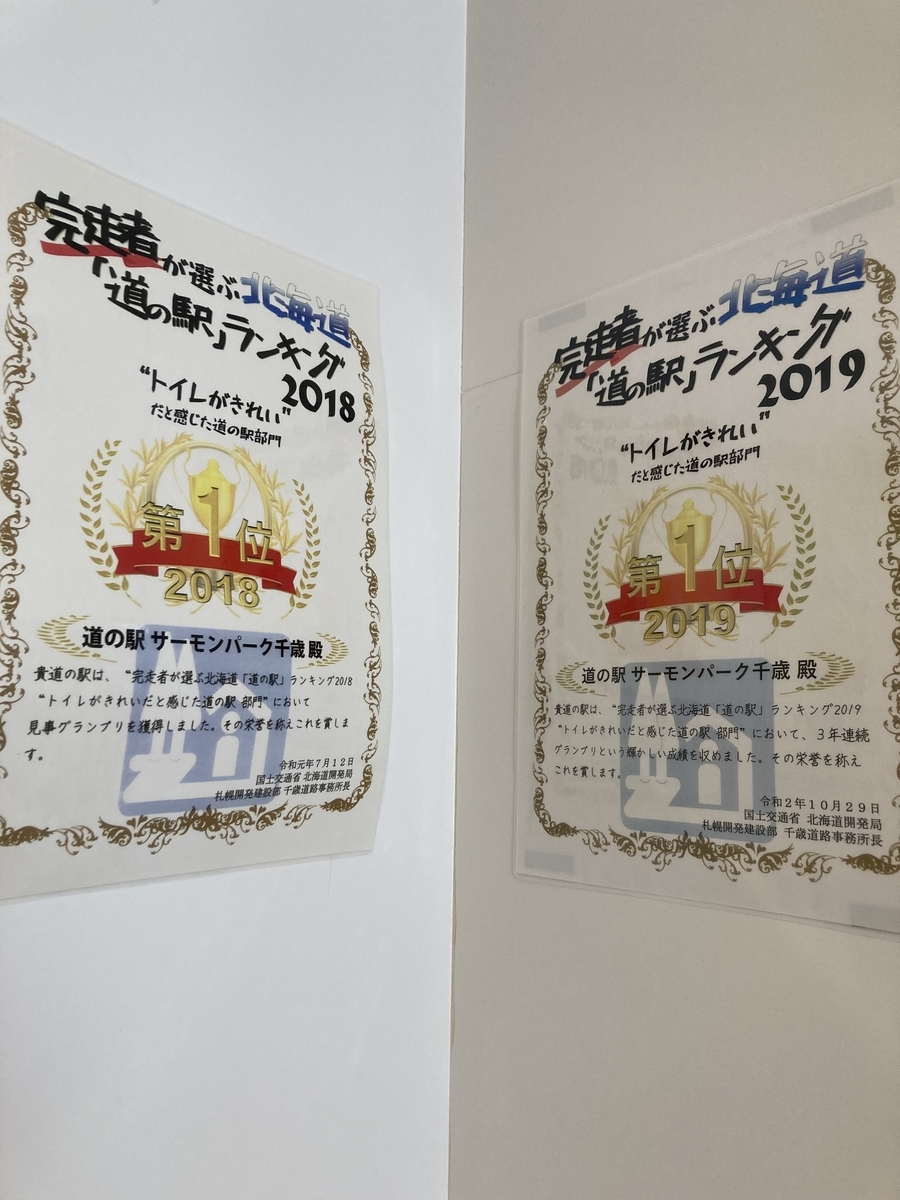 完走者が選ぶ北海道
「道の駅」ランキング
2018
“トイレがきれい”
だと感じた道の駅部門
第1位
2018
道の駅 サーモンパーク千歳 殿
貴道の駅は、“完走者が選ぶ北海道「道の駅」ランキング2018
“トイレがきれいだと感じた道の駅 部門”において
見事グランプリを獲得しました。その栄誉を称えこれを賞しま
す。
令和元年7月12日
国土交通省 北海道開発局
札幌開発建設部 千歳道路事務所長
完走者が選ぶ北海道
「道の駅」ランキング
2019
“トイレがきれい”
だと感じた道の駅部門
第1位
2019
道の駅 サーモンパーク千歳 殿
貴道の駅は、“完走者が選ぶ北海道「道の駅」ランキング2019
“トイレがきれいだと感じた道の駅 部門”において、3年連続
グランプリという輝かしい成績を収めました。その栄誉を称え
これを賞します。
令和2年10月29日
国土交通省 北海道開発局
札幌開発建設部 千歳道路事務所長